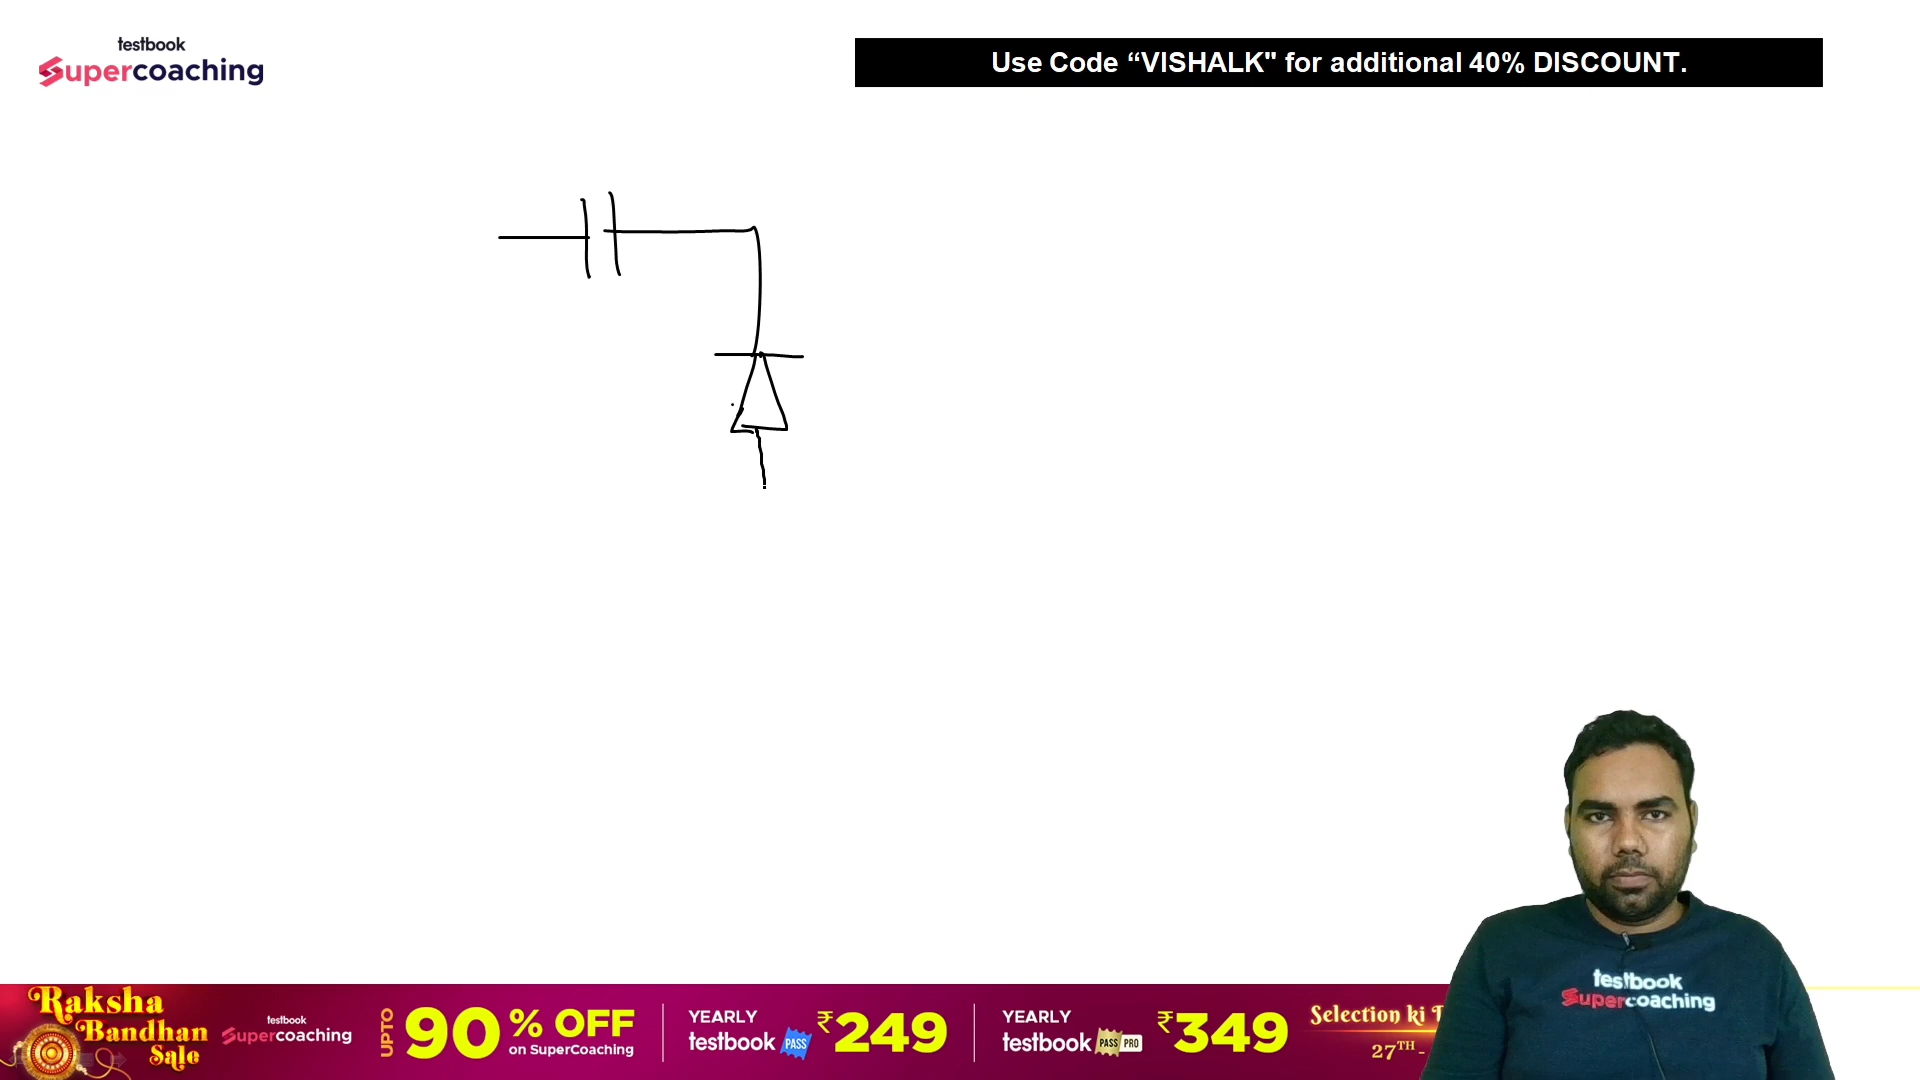 testbook
Supercoaching
Use Code “VISHALK" for additional 40% DISCOUNT.
testbook
Supercoaching
Raksha
Bandhan
Sale
testbook
Supercoaching
UPTO
90% OFF
on SuperCoaching
YEARLY
testbook PASS
₹249
YEARLY
testbook PASS PRO
₹349
Selection ki
27TH -